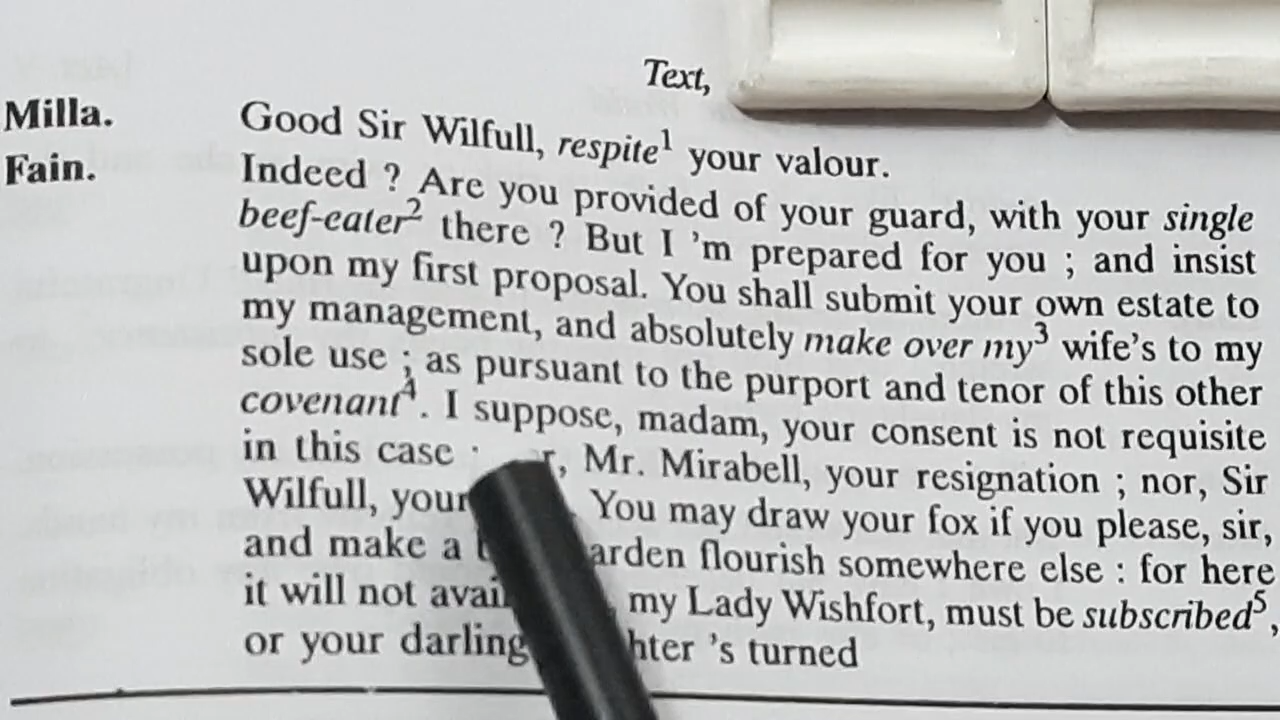 Text,
Milla. Good Sir Wilfull, respite¹ your valour.
Fain. Indeed ? Are you provided of your guard, with your single
beef-eater² there ? But I 'm prepared for you ; and insist
upon my first proposal. You shall submit your own estate to
my management, and absolutely make over my³ wife's to my
sole use ; as pursuant to the purport and tenor of this other
covenant⁴. I suppose, madam, your consent is not requisite
in this case Mr. Mirabell, your resignation ; nor, Sir
Wilfull, your You may draw your fox if you please, sir,
and make a flourish somewhere else : for here
it will not my Lady Wishfort, must be subscribed⁵,
or your darling 's turned